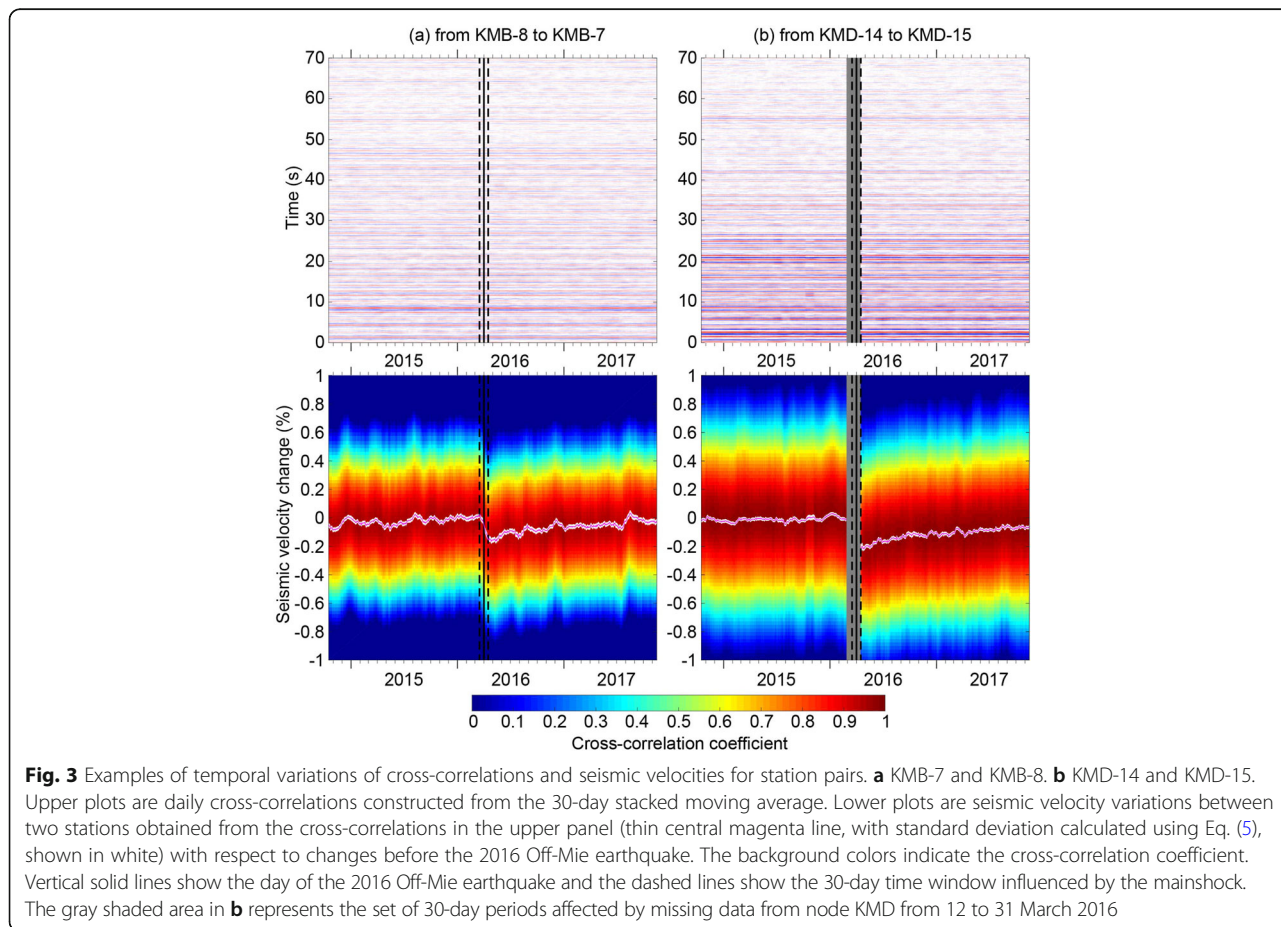 (a) from KMB-8 to KMB-7
(b) from KMD-14 to KMD-15
70
60
50
40
30
20
10
0
Time (s)
2015 2016 2017
2015 2016 2017
1
0.8
0.6
0.4
0.2
0
-0.2
-0.4
-0.6
-0.8
-1
Seismic velocity change (%)
2015 2016 2017
2015 2016 2017
0 0.1 0.2 0.3 0.4 0.5 0.6 0.7 0.8 0.9 1
Cross-correlation coefficient
Fig. 3 Examples of temporal variations of cross-correlations and seismic velocities for station pairs. a KMB-7 and KMB-8. b KMD-14 and KMD-15.
Upper plots are daily cross-correlations constructed from the 30-day stacked moving average. Lower plots are seismic velocity variations between
two stations obtained from the cross-correlations in the upper panel (thin central magenta line, with standard deviation calculated using Eq. (5),
shown in white) with respect to changes before the 2016 Off-Mie earthquake. The background colors indicate the cross-correlation coefficient.
Vertical solid lines show the day of the 2016 Off-Mie earthquake and the dashed lines show the 30-day time window influenced by the mainshock.
The gray shaded area in b represents the set of 30-day periods affected by missing data from node KMD from 12 to 31 March 2016